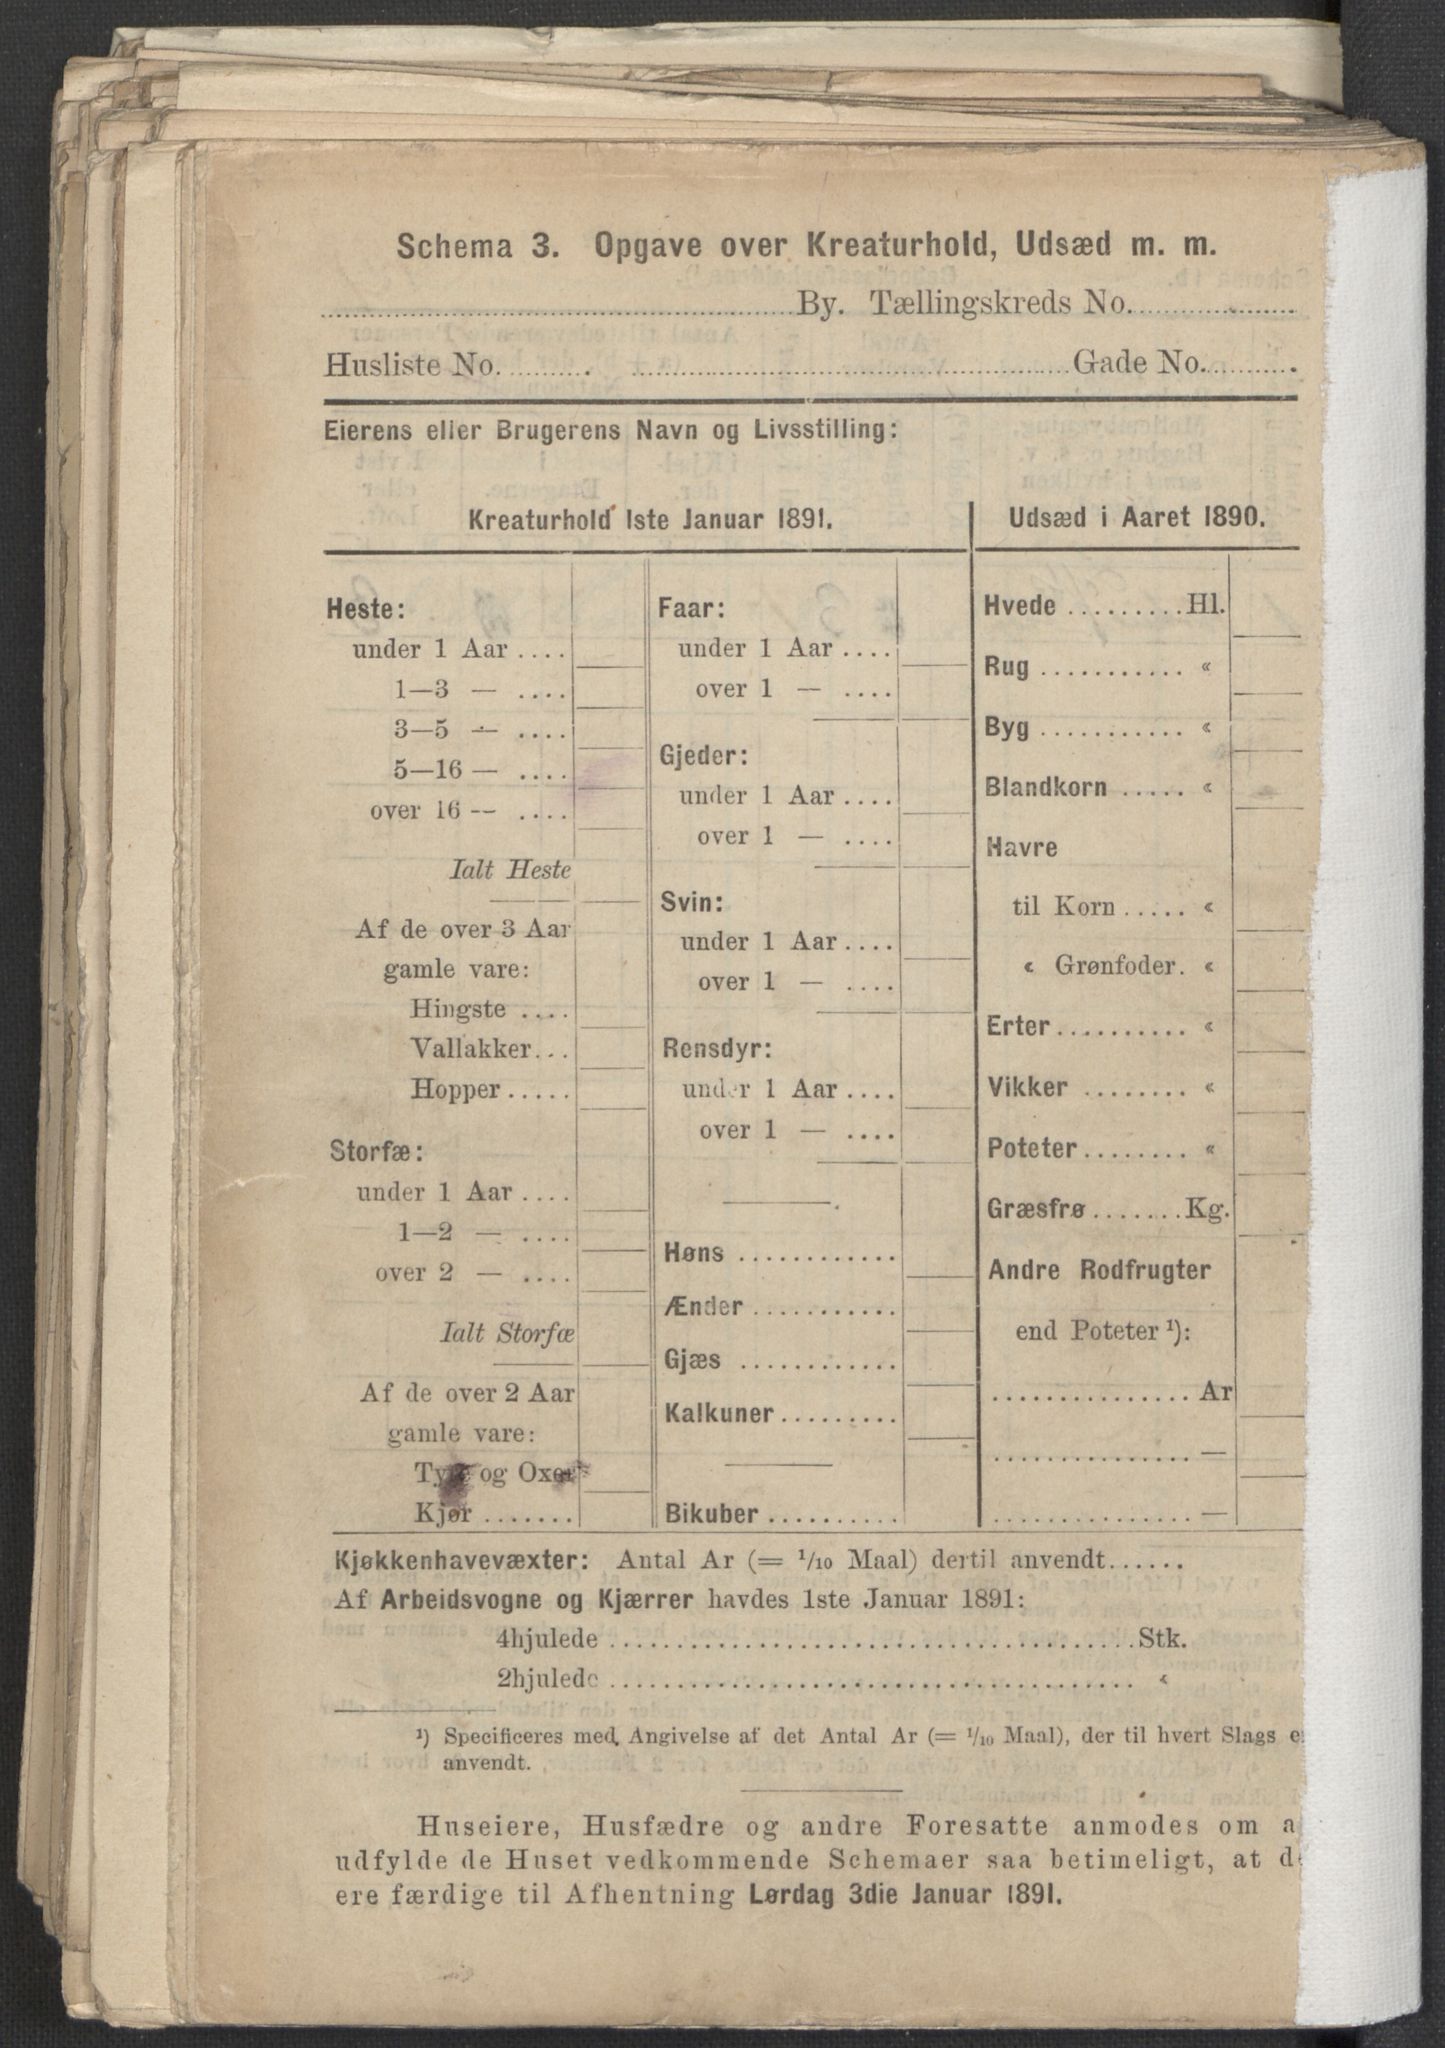 Schema 3. Opgave over Kreaturhold, Udsæd m. m.
By. Tællingskreds No.
Husliste No. Gade No.
Eierens eller Brugerens Navn og Livsstilling:
Kreaturhold 1ste Januar 1891.
Heste:
under 1 Aar ....
1—3 — ....
3—5 — ....
5—16 — ....
over 16 — ....
Ialt Heste
Af de over 3 Aar
gamle vare:
Hingste ....
Vallakker...
Hopper.....
Storfæ:
under 1 Aar ....
1—2 — ....
over 2 — ....
Ialt Storfæ
Af de over 2 Aar
gamle vare:
Tyre og Oxer
Kjør .......
Faar:
under 1 Aar ....
over 1 — ....
Gjeder:
under 1 Aar ....
over 1 — ....
Svin:
under 1 Aar ....
over 1 — ....
Rensdyr:
under 1 Aar ....
over 1 — ....
Høns ............
Ænder ...........
Gjæs ............
Kalkuner.........
Bikuber ..........
Udsæd i Aaret 1890.
Hvede .........Hl.
Rug ........... «
Byg ........... «
Blandkorn ..... «
Havre
til Korn ..... «
« Grønfoder. «
Erter.......... «
Vikker ........ «
Poteter........ «
Græsfrø.......Kg.
Andre Rodfrugter
end Poteter ¹):
............... Ar
............... —
............... —
Kjøkkenhavevæxter: Antal Ar (= 1/10 Maal) dertil anvendt......
Af Arbeidsvogne og Kjærrer havdes 1ste Januar 1891:
4hjulede ..................................Stk.
2hjulede .................................. «
¹) Specificeres med Angivelse af det Antal Ar (= 1/10 Maal), der til hvert Slags e
anvendt.
Huseiere, Husfædre og andre Foresatte anmodes om a
udfylde de Huset vedkommende Schemaer saa betimeligt, at d
ere færdige til Afhentning Lørdag 3die Januar 1891.